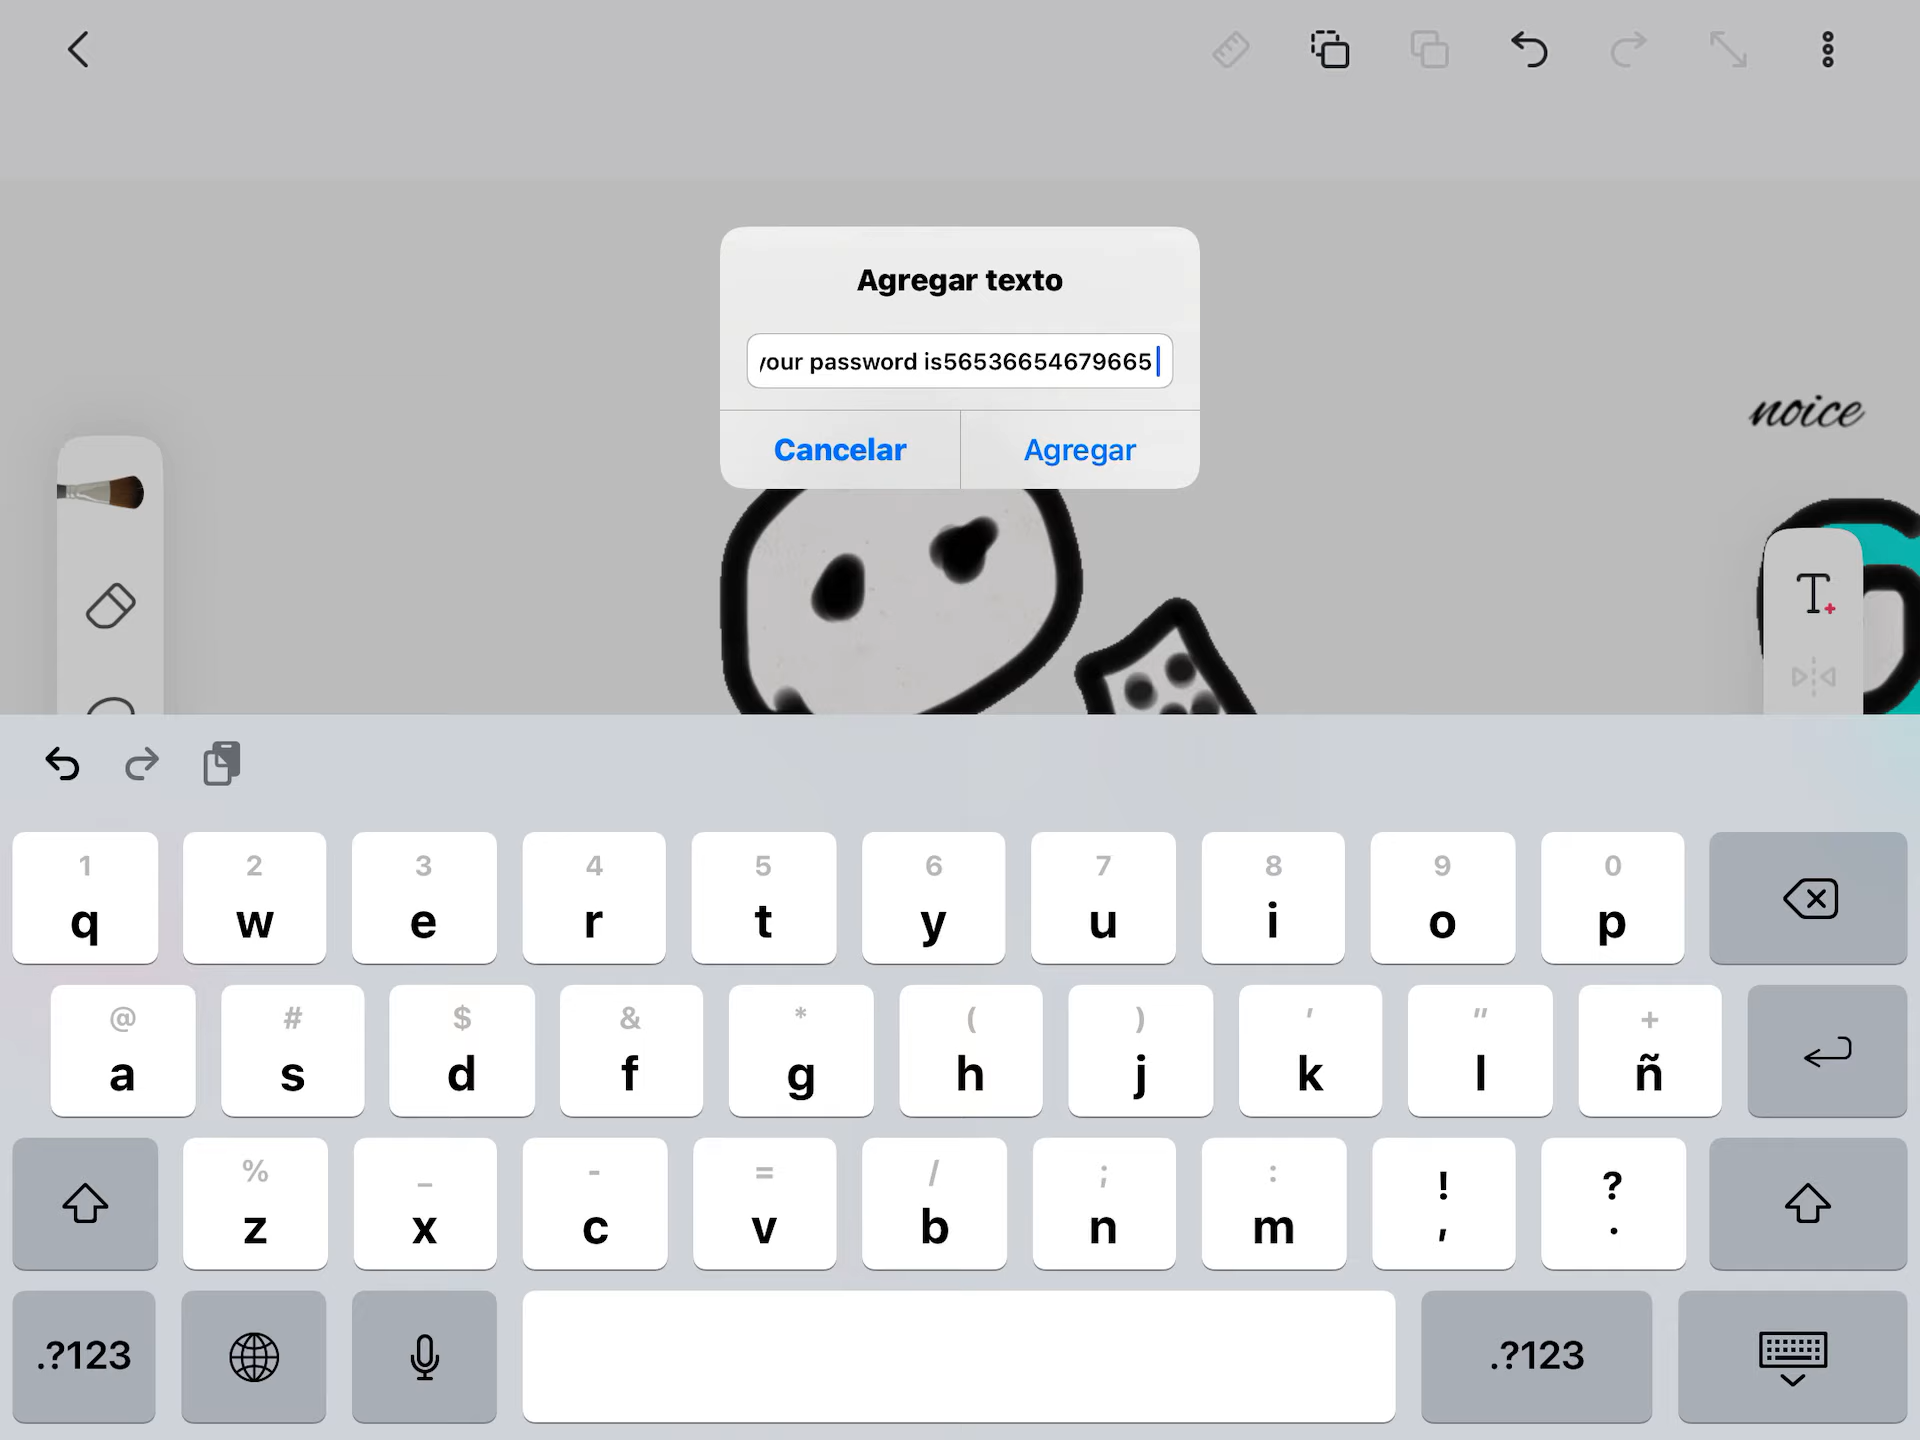 Agregar texto
your password is56536654679665
Cancelar
Agregar
noice
T
1 2 3 4 5 6 7 8 9 0
q w e r t y u i o p
@ # $ & * ( ) ' " +
a s d f g h j k l ñ
% _ - = / ; : ! ?
z x c v b n m , .
.?123
.?123